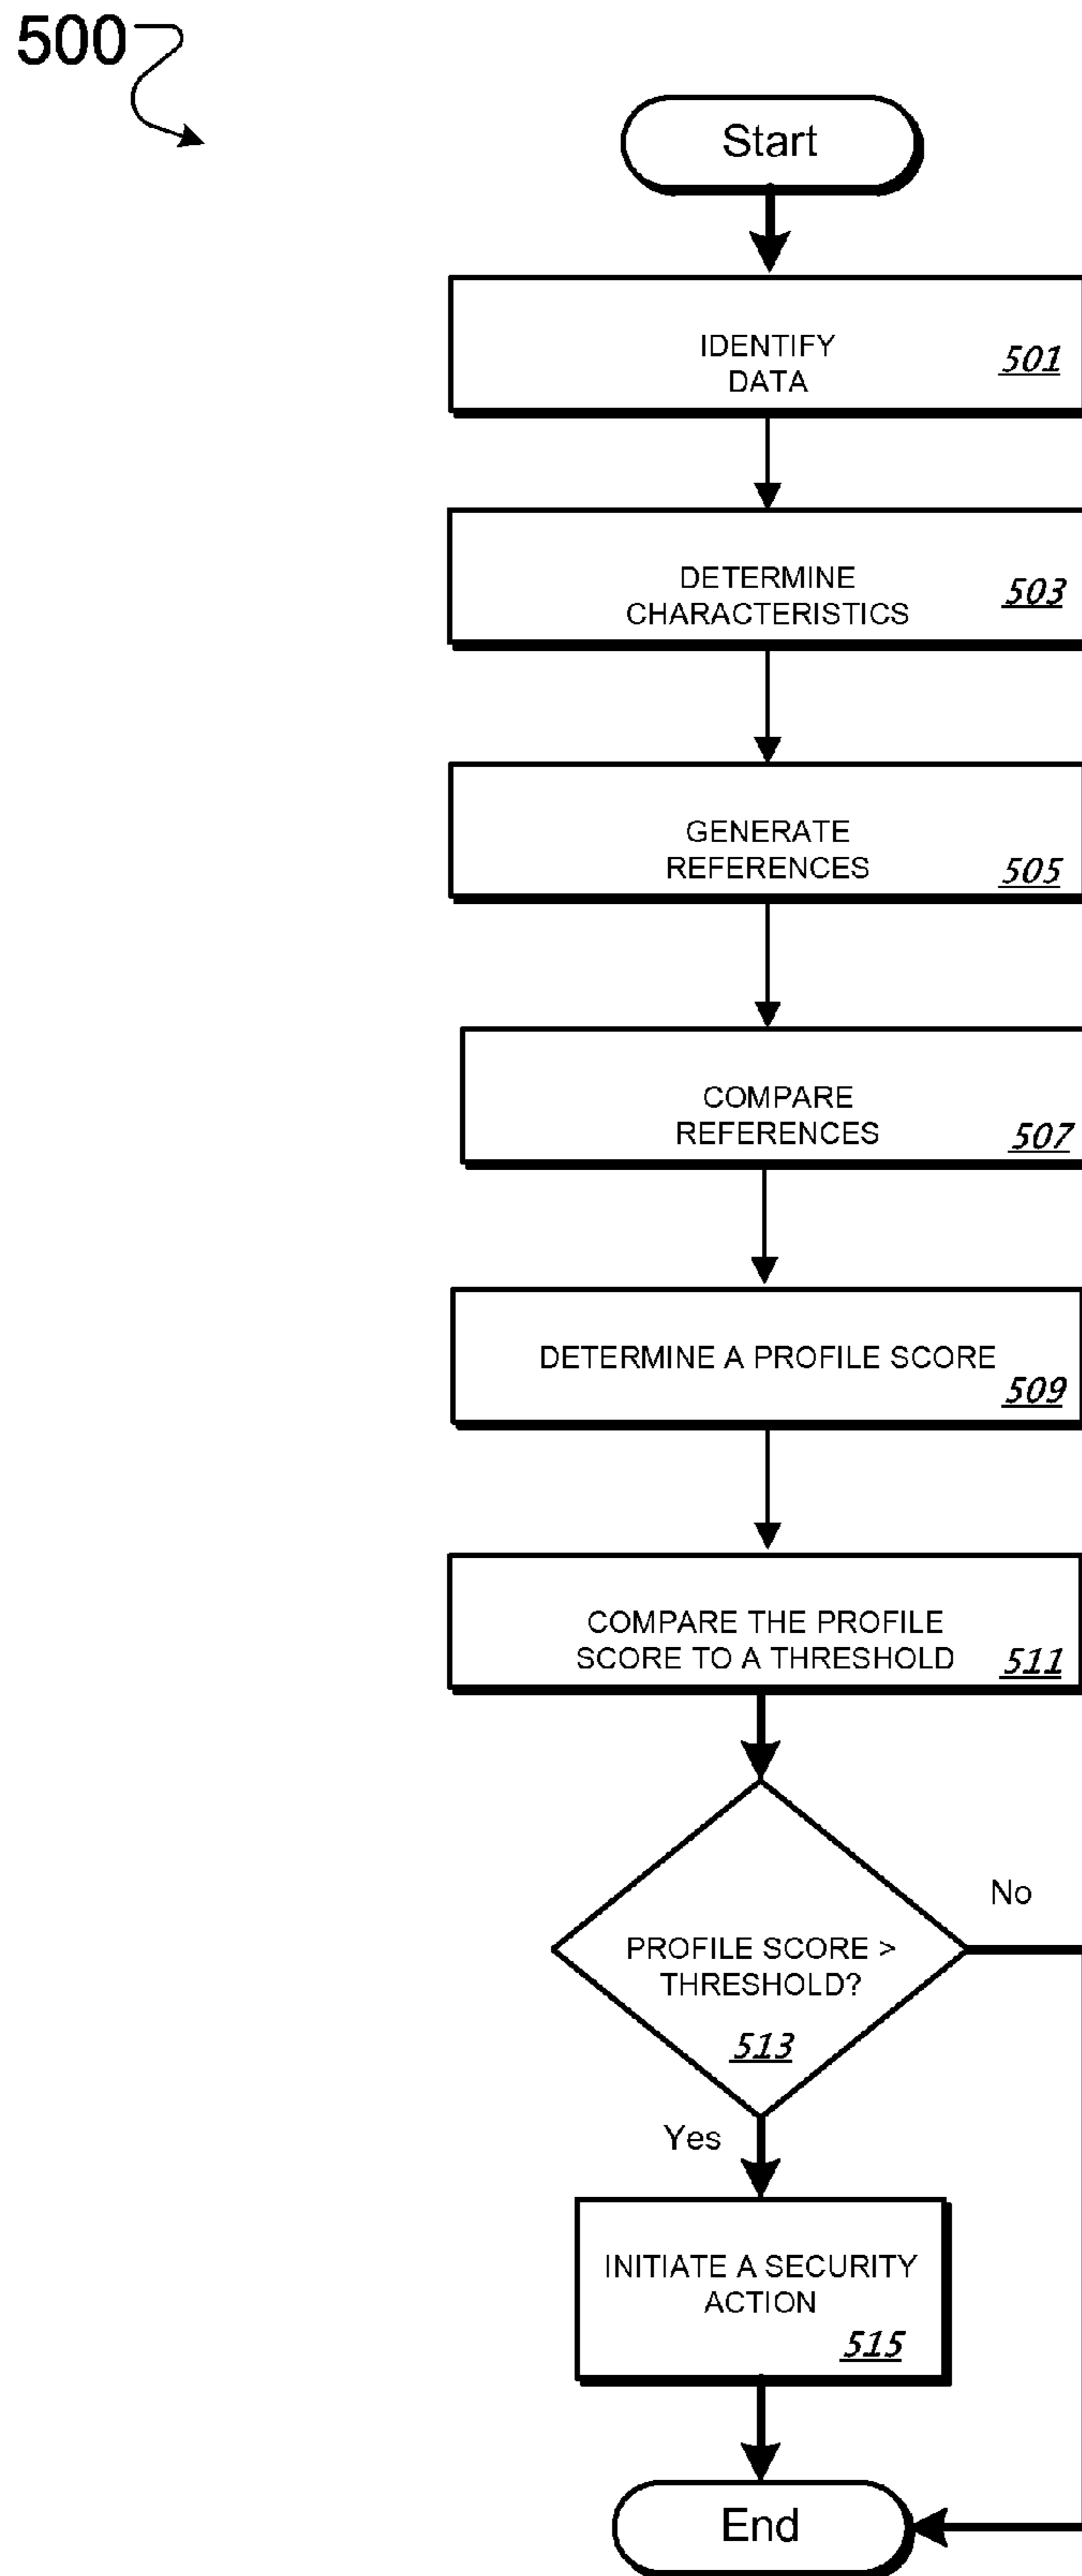 500
Start
IDENTIFY
DATA
501
DETERMINE
CHARACTERISTICS
503
GENERATE
REFERENCES
505
COMPARE
REFERENCES
507
DETERMINE A PROFILE SCORE
509
COMPARE THE PROFILE
SCORE TO A THRESHOLD
511
No
PROFILE SCORE >
THRESHOLD?
513
Yes
INITIATE A SECURITY
ACTION
515
End